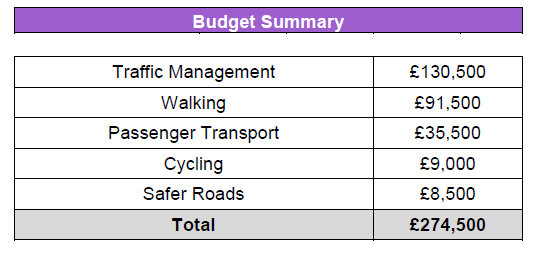 Budget Summary
Traffic Management £130,500
Walking £91,500
Passenger Transport £35,500
Cycling £9,000
Safer Roads £8,500
Total £274,500